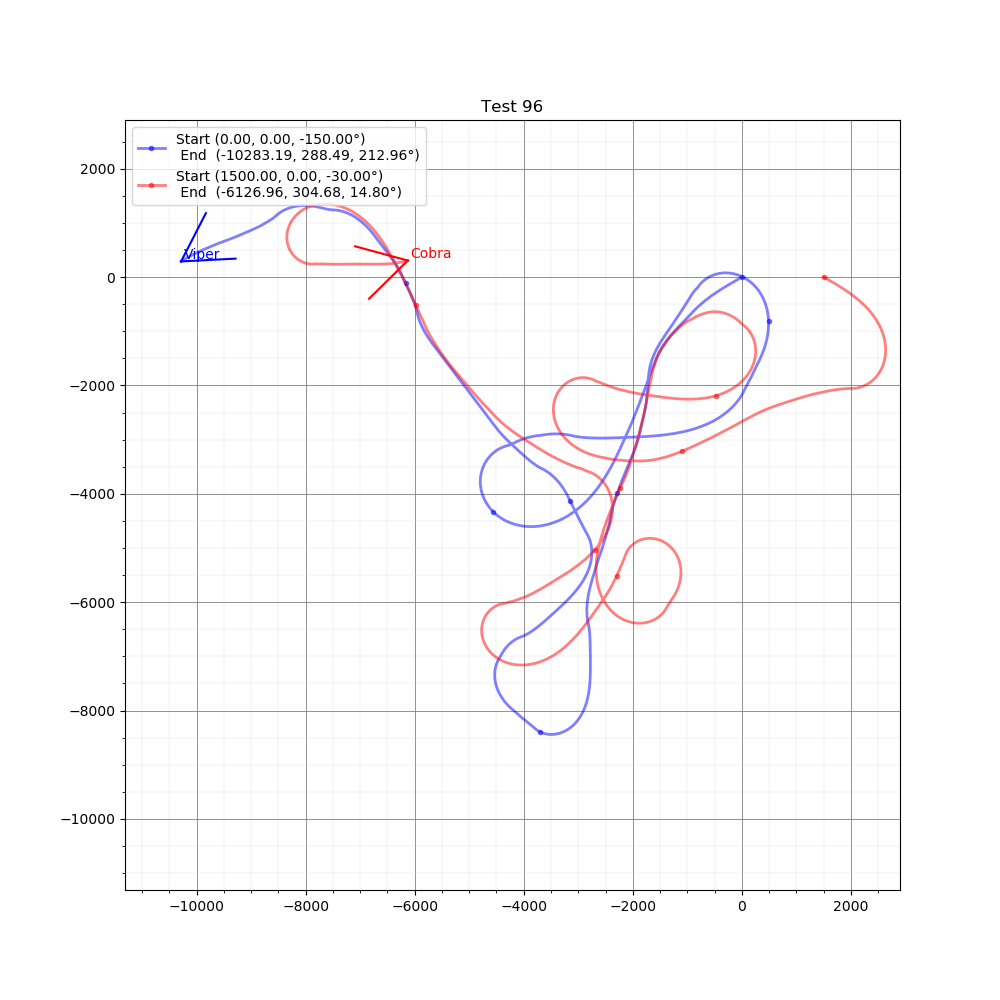 Test 96
Start (0.00, 0.00, -150.00°)
End  (-10283.19, 288.49, 212.96°)
Start (1500.00, 0.00, -30.00°)
End  (-6126.96, 304.68, 14.80°)
Viper
Cobra
2000
0
−2000
−4000
−6000
−8000
−10000
−10000
−8000
−6000
−4000
−2000
0
2000